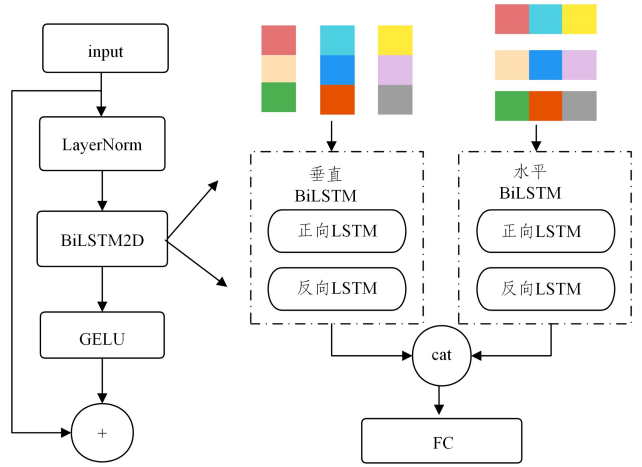 input
LayerNorm
BiLSTM2D
GELU
+
垂直
BiLSTM
正向LSTM
反向LSTM
水平
BiLSTM
正向LSTM
反向LSTM
cat
FC